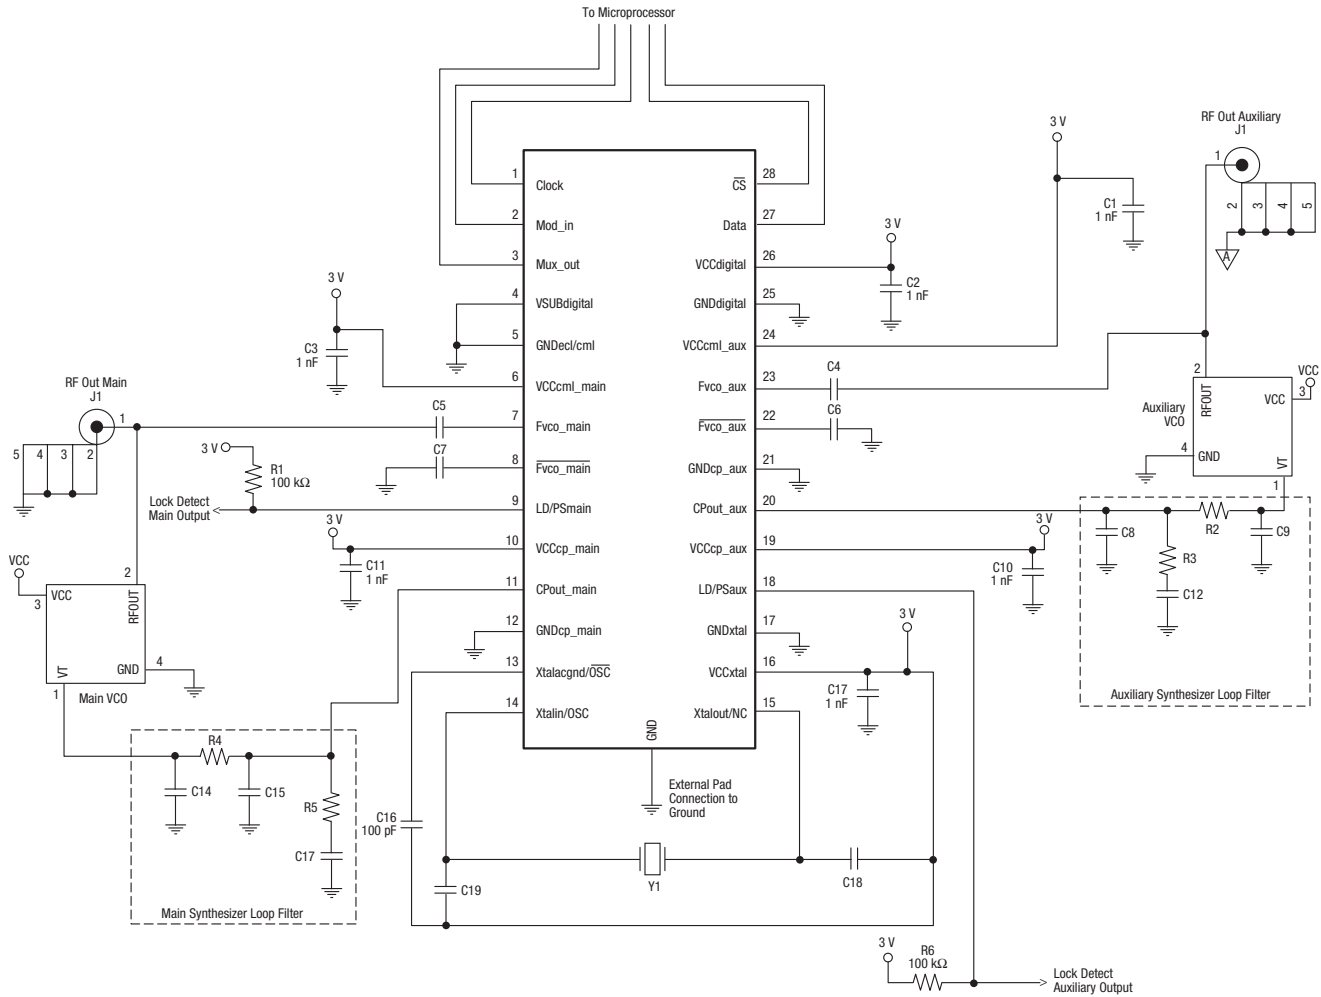 To Microprocessor
3 V
RF Out Auxiliary
J1
1
2
3
4
5
A
C1
1 nF
1
Clock
2
Mod_in
3
Mux_out
4
VSUBdigital
5
GNDecl/cml
6
VCCcml_main
7
Fvco_main
8
Fvco_main
9
LD/PSmain
10
VCCcp_main
11
CPout_main
12
GNDcp_main
13
Xtalacgnd/OSC
14
Xtalin/OSC
28
CS
27
Data
26
VCCdigital
25
GNDdigital
24
VCCcml_aux
23
Fvco_aux
22
Fvco_aux
21
GNDcp_aux
20
CPout_aux
19
VCCcp_aux
18
LD/PSaux
17
GNDxtal
16
VCCxtal
15
Xtalout/NC
GND
External Pad
Connection to
Ground
3 V
C2
1 nF
3 V
C3
1 nF
C4
C6
C5
C7
RF Out Main
J1
1
5
4
3
2
3 V
R1
100 kΩ
Lock Detect
Main Output
3 V
C11
1 nF
VCC
3
VCC
2
RFOUT
GND
4
VT
1
Main VCO
R4
C14
C15
R5
C17
Main Synthesizer Loop Filter
C16
100 pF
C19
Y1
C18
3 V
C17
1 nF
3 V
C10
1 nF
2
RFOUT
VCC
3
VCC
Auxiliary
VCO
4
GND
VT
1
C8
R2
C9
R3
C12
Auxiliary Synthesizer Loop Filter
3 V
R6
100 kΩ
Lock Detect
Auxiliary Output